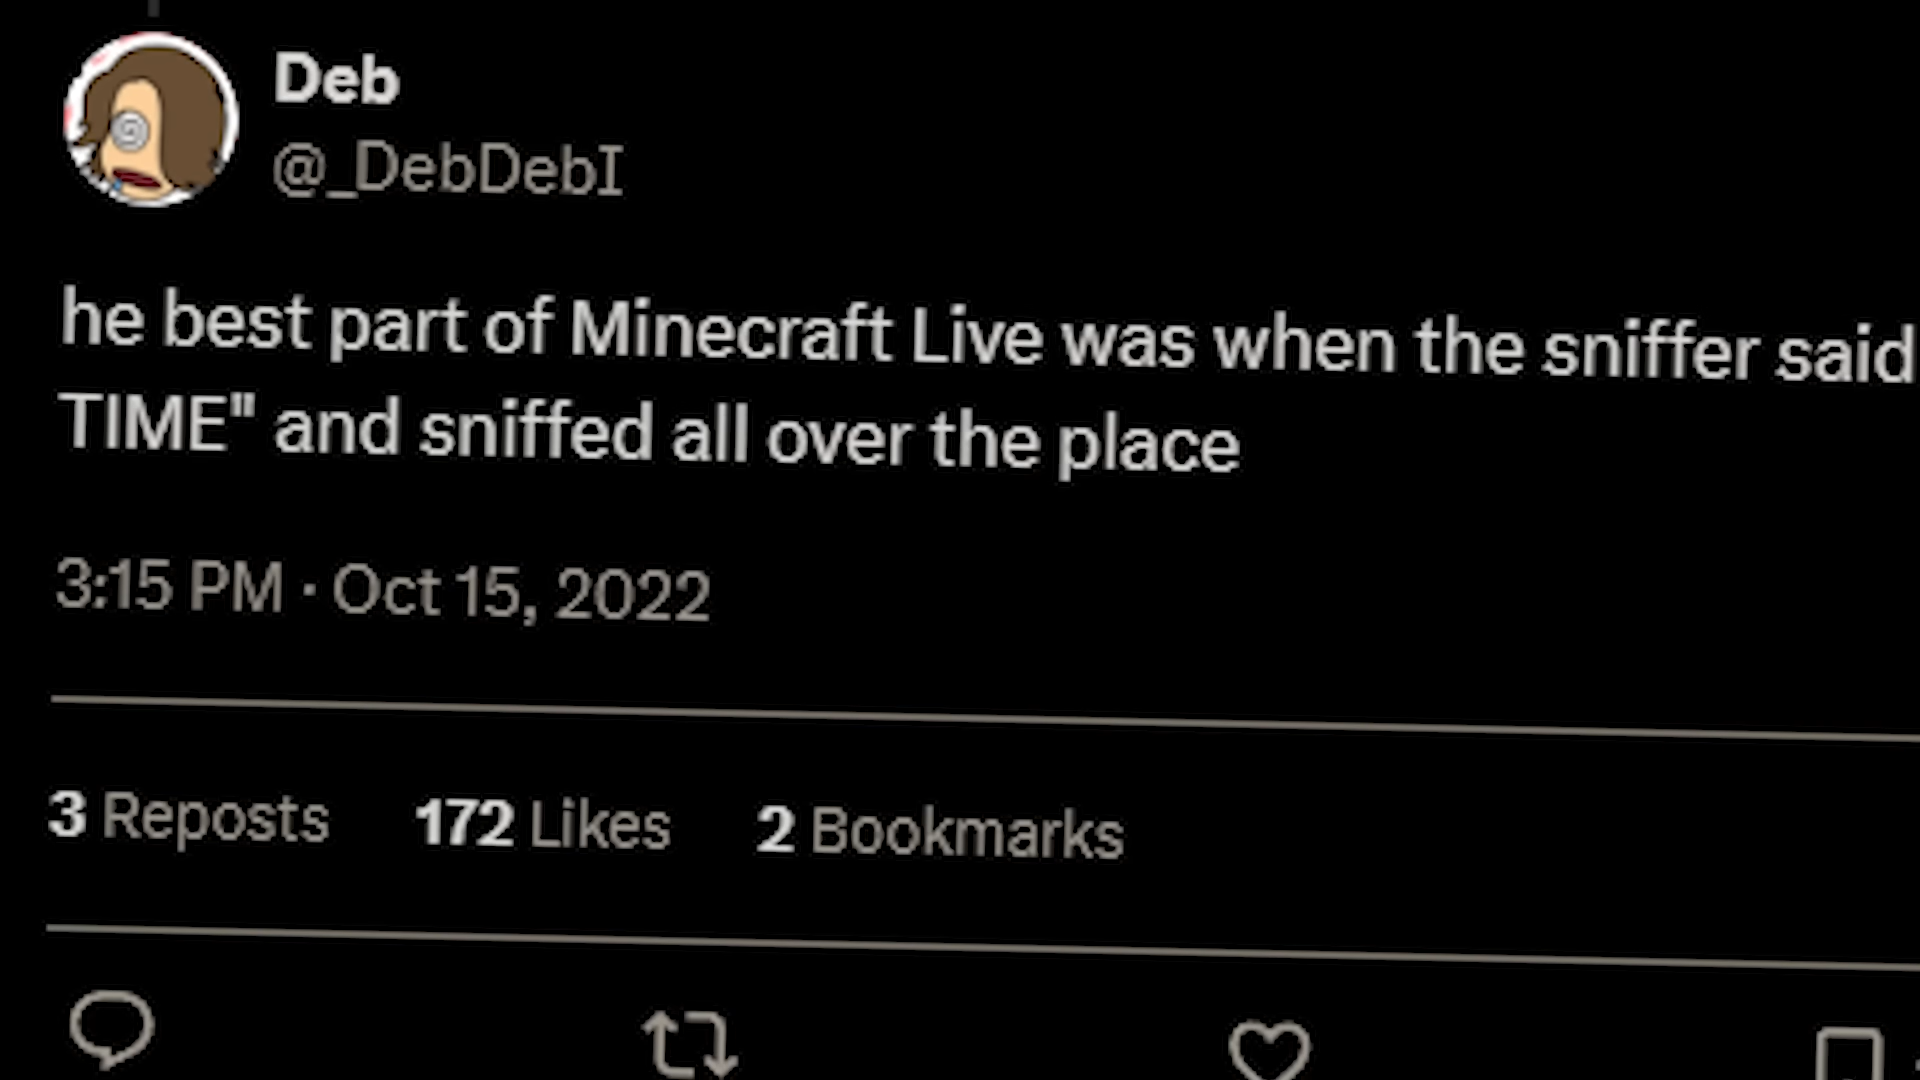 Deb
@_DebDebI
he best part of Minecraft Live was when the sniffer said
TIME" and sniffed all over the place
3:15 PM · Oct 15, 2022
3 Reposts 172 Likes 2 Bookmarks